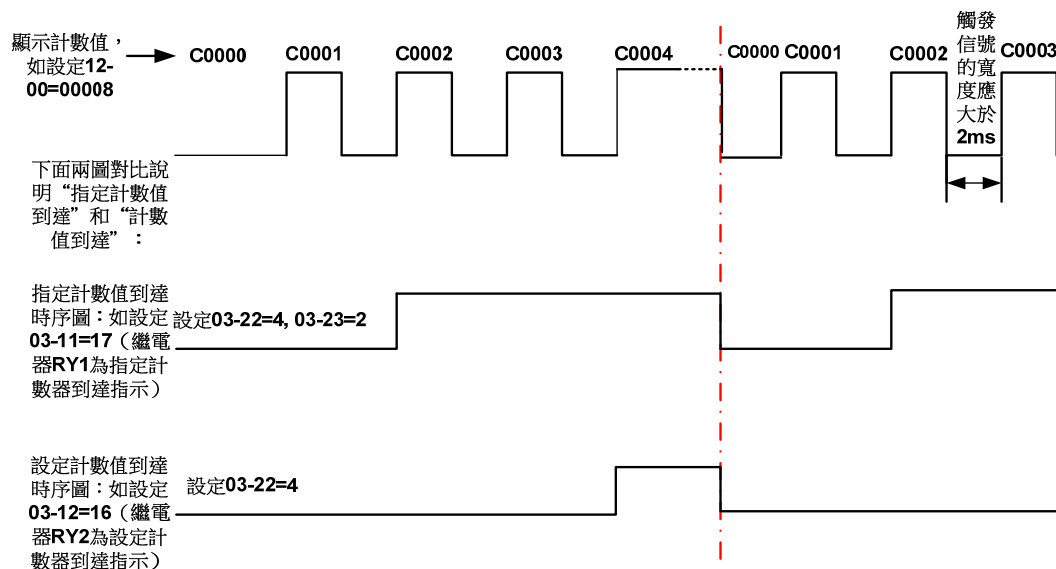 顯示計數值，
如設定12-
00=00008
C0000
C0001
C0002
C0003
C0004
C0000
C0001
C0002
C0003
觸發
信號
的寬
度應
大於
2ms
下面兩圖對比說
明“指定計數值
到達”和“計數
值到達”：
指定計數值到達
時序圖：如設定
03-11=17（繼電
器RY1為指定計
數器到達指示）
設定03-22=4, 03-23=2
設定計數值到達
時序圖：如設定
03-12=16（繼電
器RY2為設定計
數器到達指示）
設定03-22=4